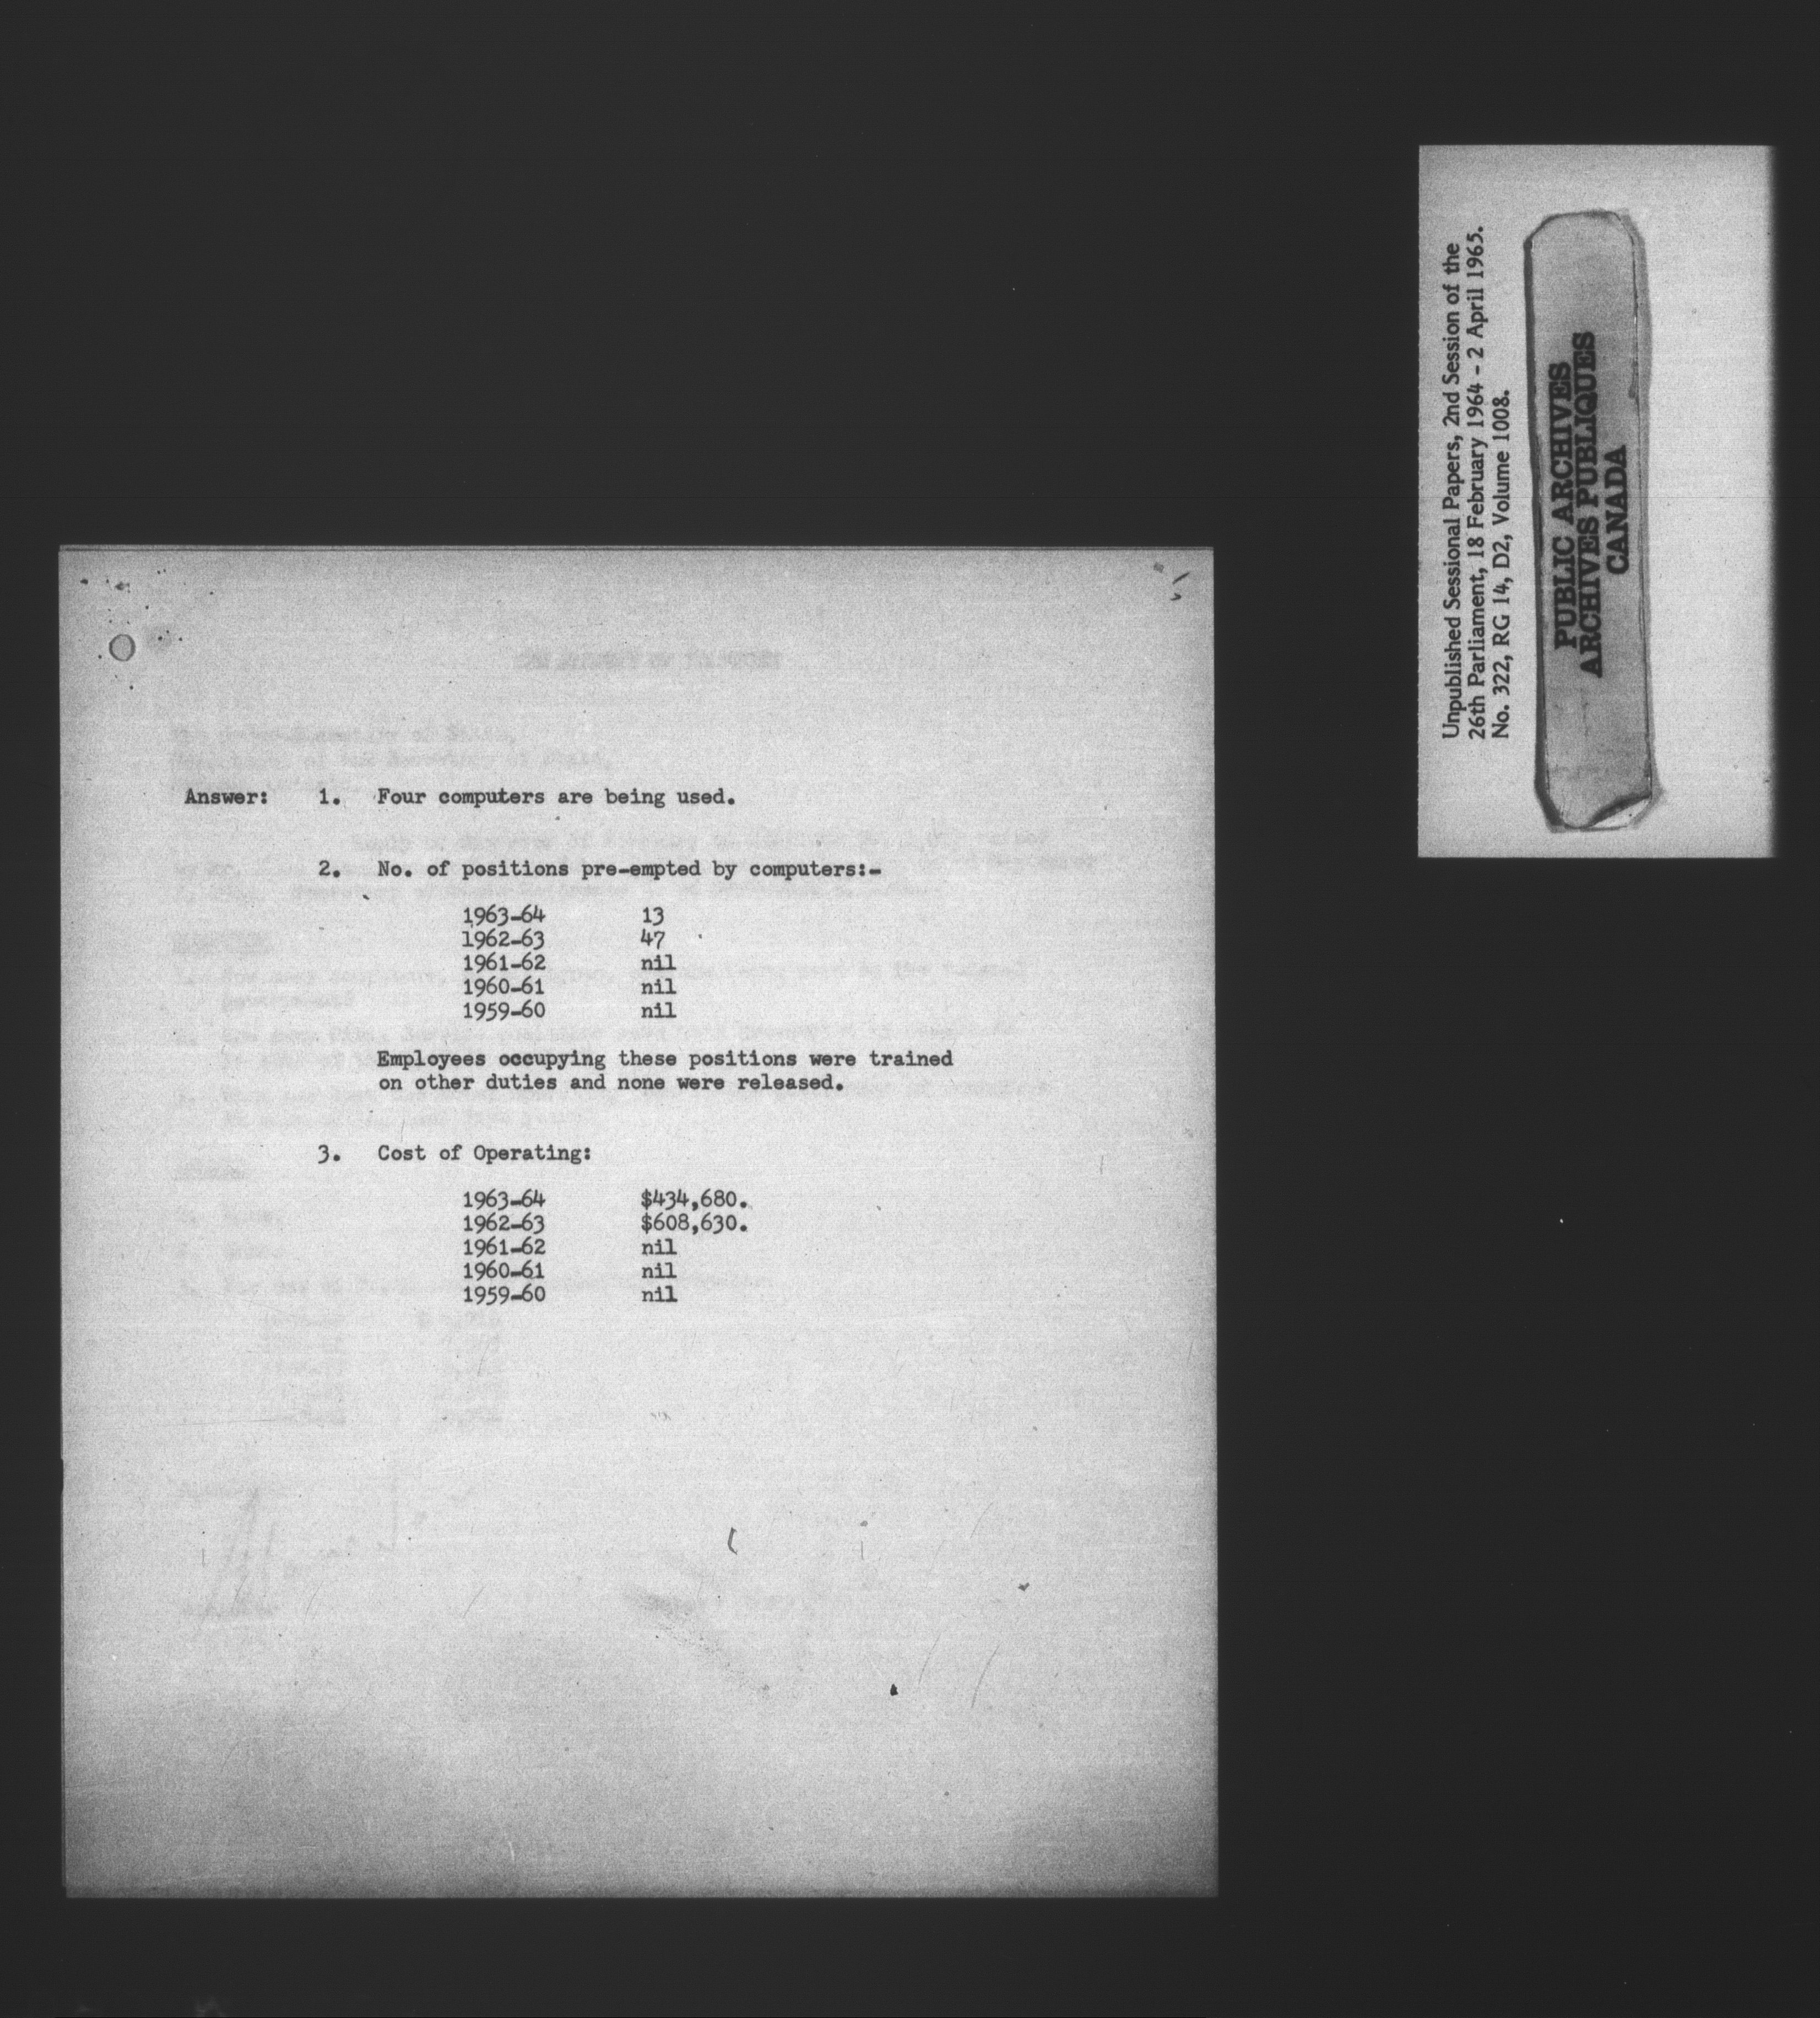 Answer: 1. Four computers are being used.
2. No. of positions pre-empted by computers:-
1963-64 13
1962-63 47
1961-62 nil
1960-61 nil
1959-60 nil
Employees occupying these positions were trained
on other duties and none were released.
3. Cost of Operating:
1963-64 $434,680.
1962-63 $608,630.
1961-62 nil
1960-61 nil
1959-60 nil
Unpublished Sessional Papers, 2nd Session of the
26th Parliament, 18 February 1964 - 2 April 1965.
No. 322, RG 14, D2, Volume 1008.
PUBLIC ARCHIVES
ARCHIVES PUBLIQUES
CANADA